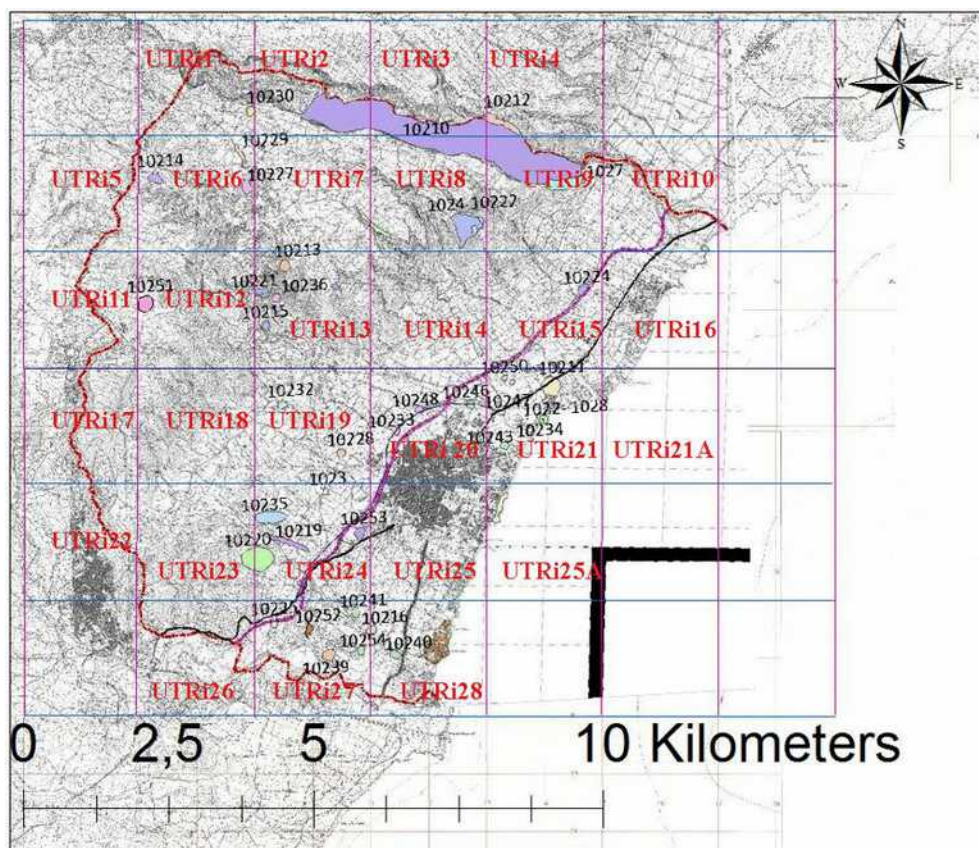 UTRi1 UTRi2 UTRi3 UTRi4
N
W E
S
10230 10212
10210
10229
10214 1027
UTRi5 UTRi6 10227 UTRi7 UTRi8 UTRi9 UTRi10
1024 10222
10213
10251 10221 10236 10224
UTRi11 UTRi12
10215
UTRi13 UTRi14 UTRi15 UTRi16
10250 10211
10232 10248 10246 10247
1022 1028
UTRi17 UTRi18 UTRi19 10233
10228 10243 10234
UTRi 20 UTRi21 UTRi21A
1023
10235
10219 10253
UTRi22 10220
UTRi23 UTRi24 UTRi25 UTRi25A
10241
10252 10216
10254 10240
10239
UTRi26 UTRi27 UTRi28
0 2,5 5 10 Kilometers